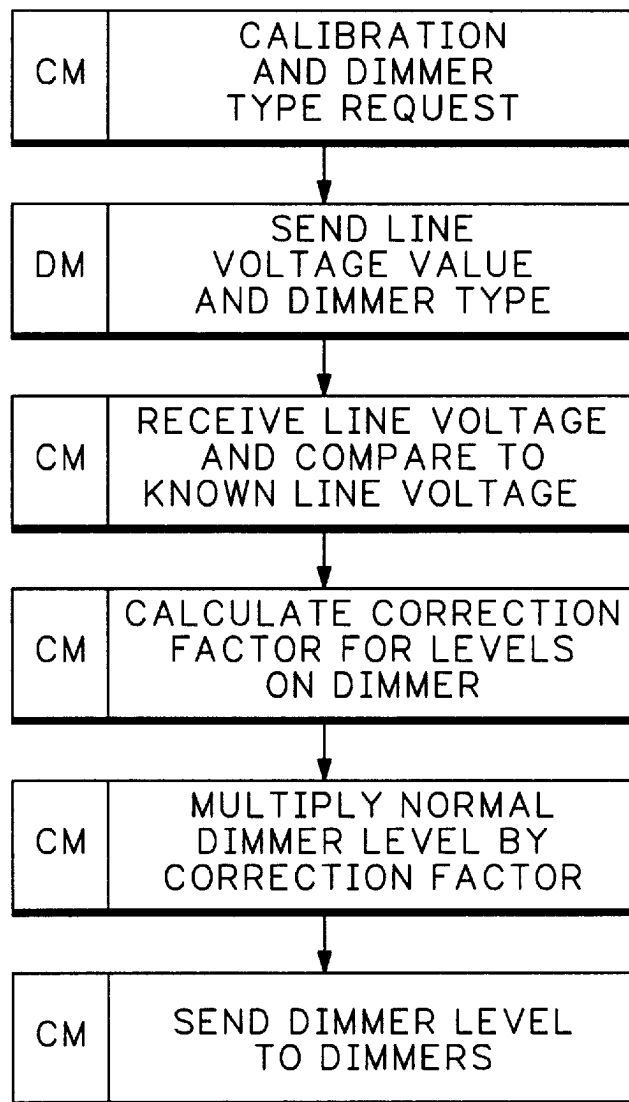 CALIBRATION
CM AND DIMMER
TYPE REQUEST
SEND LINE
DM VOLTAGE VALUE
AND DIMMER TYPE
RECEIVE LINE VOLTAGE
CM AND COMPARE TO
KNOWN LINE VOLTAGE
CALCULATE CORRECTION
CM FACTOR FOR LEVELS
ON DIMMER
MULTIPLY NORMAL
CM DIMMER LEVEL BY
CORRECTION FACTOR
CM SEND DIMMER LEVEL
TO DIMMERS